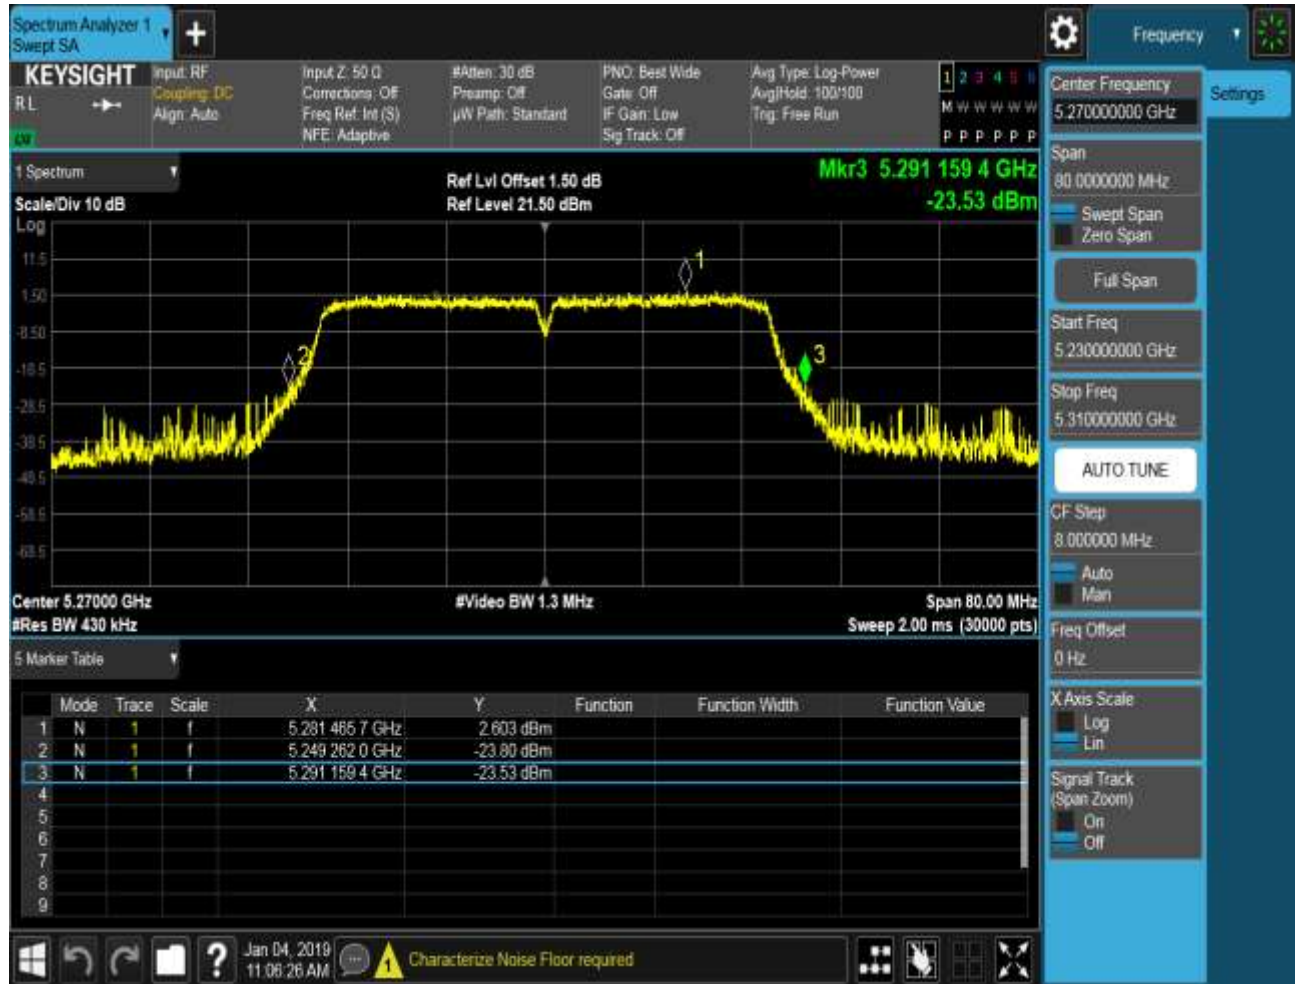 Spectrum Analyzer 1
Swept SA
+
Frequency
KEYSIGHT
RL
Input: RF
Coupling: DC
Align: Auto
Input Z: 50 Ω
Corrections: Off
Freq Ref: Int (S)
NFE: Adaptive
#Atten: 30 dB
Preamp: Off
µW Path: Standard
PNO: Best Wide
Gate: Off
IF Gain: Low
Sig Track: Off
Avg Type: Log-Power
Avg|Hold: 100/100
Trig: Free Run
1 2 3 4 5 6
M W W W W W
P P P P P P
1 Spectrum
Scale/Div 10 dB
Ref Lvl Offset 1.50 dB
Ref Level 21.50 dBm
Mkr3 5.291 159 4 GHz
-23.53 dBm
Log
11.5
1.50
-8.50
-18.5
-28.5
-38.5
-48.5
-58.5
-68.5
1
2
3
Center 5.27000 GHz
#Video BW 1.3 MHz
Span 80.00 MHz
#Res BW 430 kHz
Sweep 2.00 ms (30000 pts)
5 Marker Table
Mode Trace Scale X Y Function Function Width Function Value
1 N 1 f 5.281 465 7 GHz 2.603 dBm
2 N 1 f 5.249 262 0 GHz -23.80 dBm
3 N 1 f 5.291 159 4 GHz -23.53 dBm
4
5
6
7
8
9
Settings
Center Frequency
5.270000000 GHz
Span
80.0000000 MHz
Swept Span
Zero Span
Full Span
Start Freq
5.230000000 GHz
Stop Freq
5.310000000 GHz
AUTO TUNE
CF Step
8.000000 MHz
Auto
Man
Freq Offset
0 Hz
X Axis Scale
Log
Lin
Signal Track
(Span Zoom)
On
Off
?
Jan 04, 2019
11:06:26 AM
1
Characterize Noise Floor required